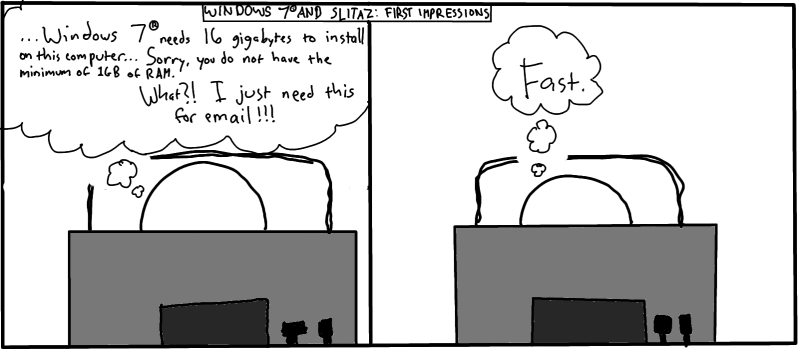 WINDOWS 7® AND SLITAZ: FIRST IMPRESSIONS
...Windows 7® needs 16 gigabytes to install
on this computer... Sorry, you do not have the
minimum of 1GB of RAM.
What?! I just need this
for email!!!
Fast.